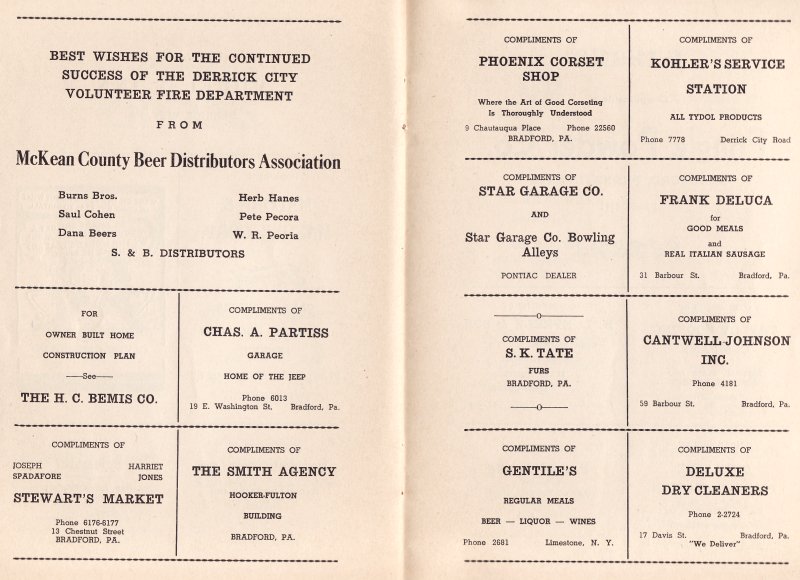 BEST WISHES FOR THE CONTINUED
SUCCESS OF THE DERRICK CITY
VOLUNTEER FIRE DEPARTMENT
FROM
McKean County Beer Distributors Association
Burns Bros. Herb Hanes
Saul Cohen Pete Pecora
Dana Beers W. R. Peoria
S. & B. DISTRIBUTORS
FOR
OWNER BUILT HOME
CONSTRUCTION PLAN
—See—
THE H. C. BEMIS CO.
COMPLIMENTS OF
CHAS. A. PARTISS
GARAGE
HOME OF THE JEEP
Phone 6013
19 E. Washington St. Bradford, Pa.
COMPLIMENTS OF
JOSEPH HARRIET
SPADAFORE JONES
STEWART'S MARKET
Phone 6176-6177
13 Chestnut Street
BRADFORD, PA.
COMPLIMENTS OF
THE SMITH AGENCY
HOOKER-FULTON
BUILDING
BRADFORD, PA.
COMPLIMENTS OF
PHOENIX CORSET
SHOP
Where the Art of Good Corseting
Is Thoroughly Understood
9 Chautauqua Place Phone 22560
BRADFORD, PA.
COMPLIMENTS OF
KOHLER'S SERVICE
STATION
ALL TYDOL PRODUCTS
Phone 7778 Derrick City Road
COMPLIMENTS OF
STAR GARAGE CO.
AND
Star Garage Co. Bowling
Alleys
PONTIAC DEALER
COMPLIMENTS OF
FRANK DELUCA
for
GOOD MEALS
and
REAL ITALIAN SAUSAGE
31 Barbour St. Bradford, Pa.
COMPLIMENTS OF
S. K. TATE
FURS
BRADFORD, PA.
COMPLIMENTS OF
CANTWELL-JOHNSON
INC.
Phone 4181
59 Barbour St. Bradford, Pa.
COMPLIMENTS OF
GENTILE'S
REGULAR MEALS
BEER — LIQUOR — WINES
Phone 2681 Limestone, N. Y.
COMPLIMENTS OF
DELUXE
DRY CLEANERS
Phone 2-2724
17 Davis St. Bradford, Pa.
"We Deliver"